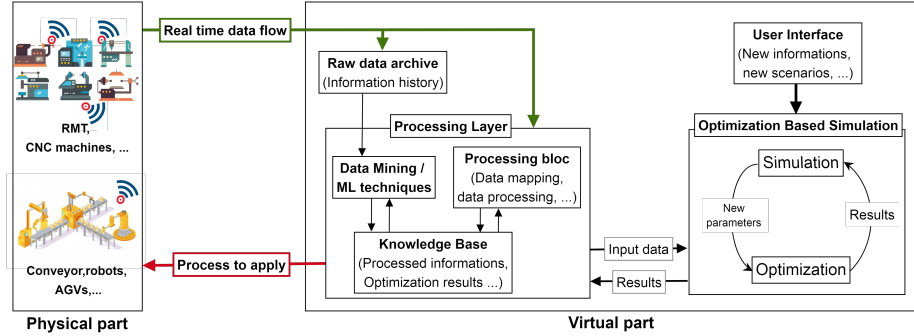 Real time data flow
RMT,
CNC machines, ...
Conveyor,robots,
AGVs,...
Process to apply
Physical part
Raw data archive
(Information history)
Processing Layer
Data Mining /
ML techniques
Processing bloc
(Data mapping,
data processing, ...)
Knowledge Base
(Processed informations,
Optimization results ...)
Input data
Results
User Interface
(New informations,
new scenarios, ...)
Optimization Based Simulation
Simulation
New
parameters
Results
Optimization
Virtual part